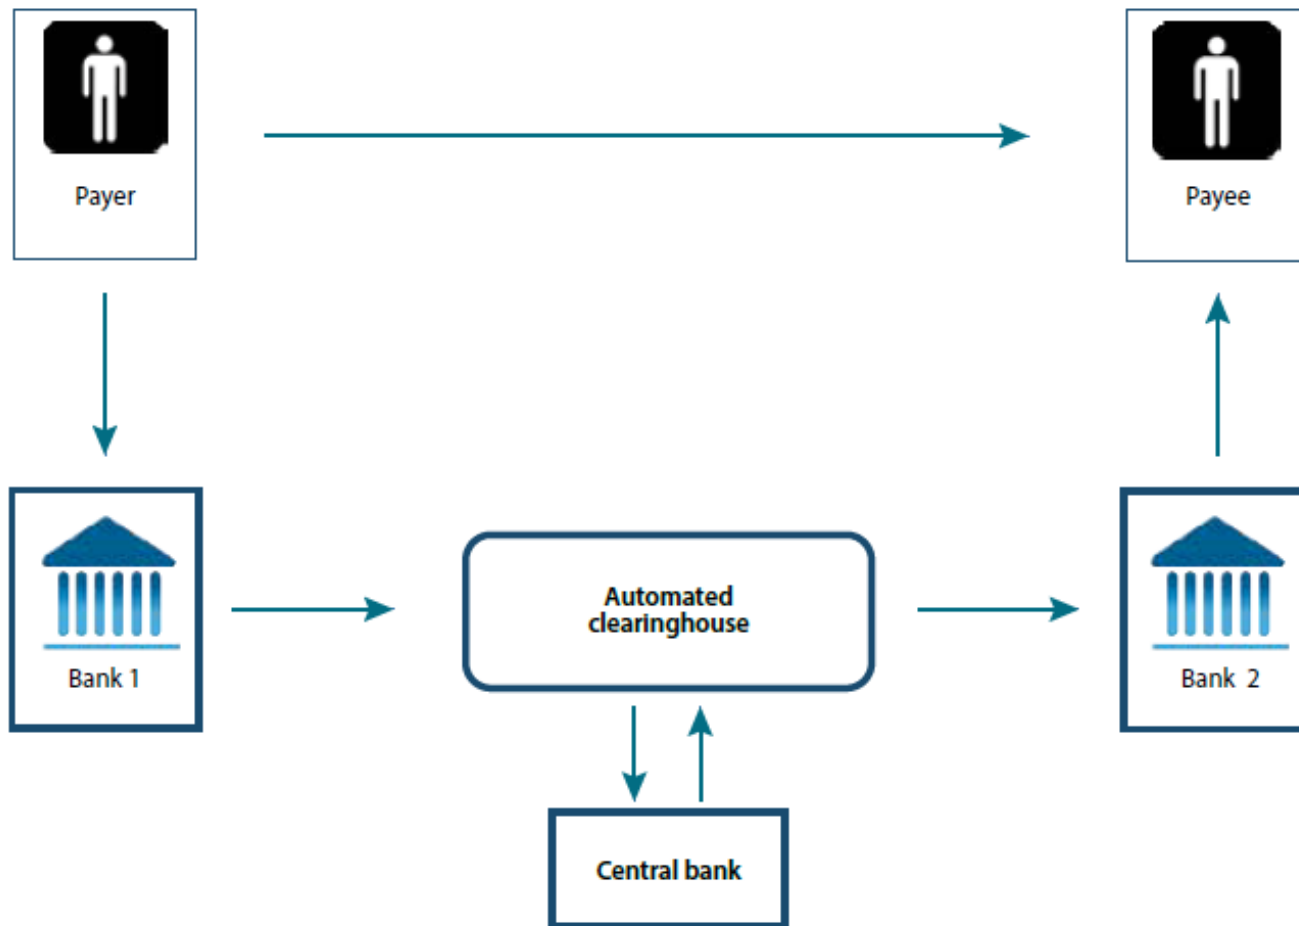 Payer
Payee
Bank 1
Automated
clearinghouse
Bank 2
Central bank